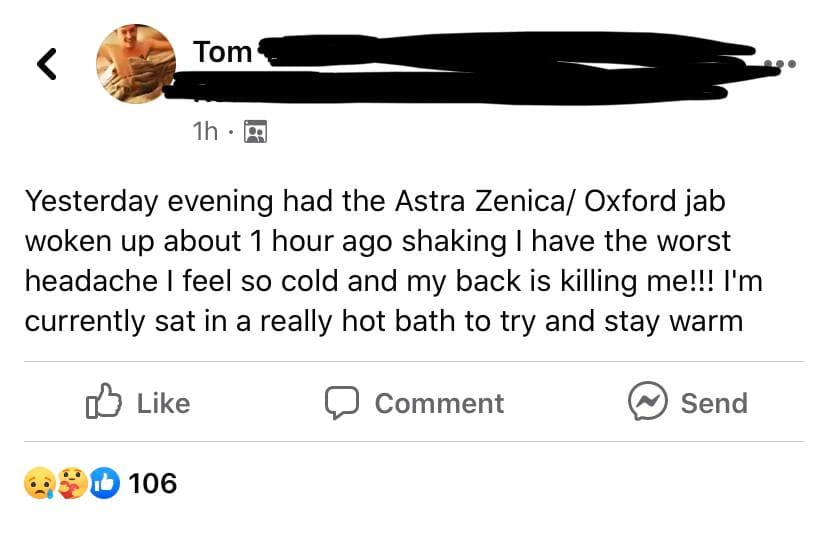 Tom
1h ·
Yesterday evening had the Astra Zenica/ Oxford jab
woken up about 1 hour ago shaking I have the worst
headache I feel so cold and my back is killing me!!! I'm
currently sat in a really hot bath to try and stay warm
Like Comment Send
106